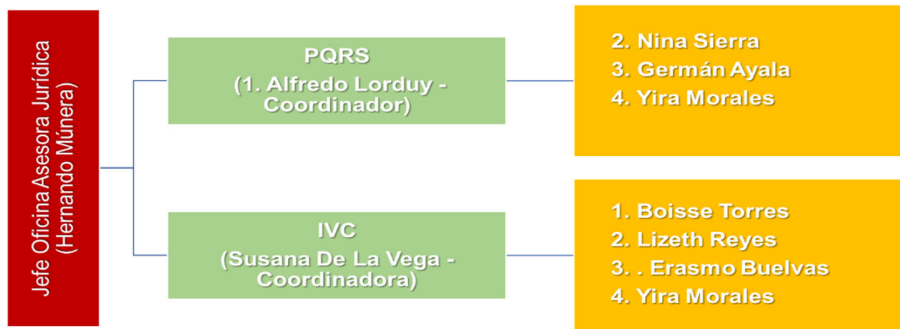 Jefe Oficina Asesora Jurídica
(Hernando Múnera)
PQRS
(1. Alfredo Lorduy -
Coordinador)
2. Nina Sierra
3. Germán Ayala
4. Yira Morales
IVC
(Susana De La Vega -
Coordinadora)
1. Boisse Torres
2. Lizeth Reyes
3. . Erasmo Buelvas
4. Yira Morales